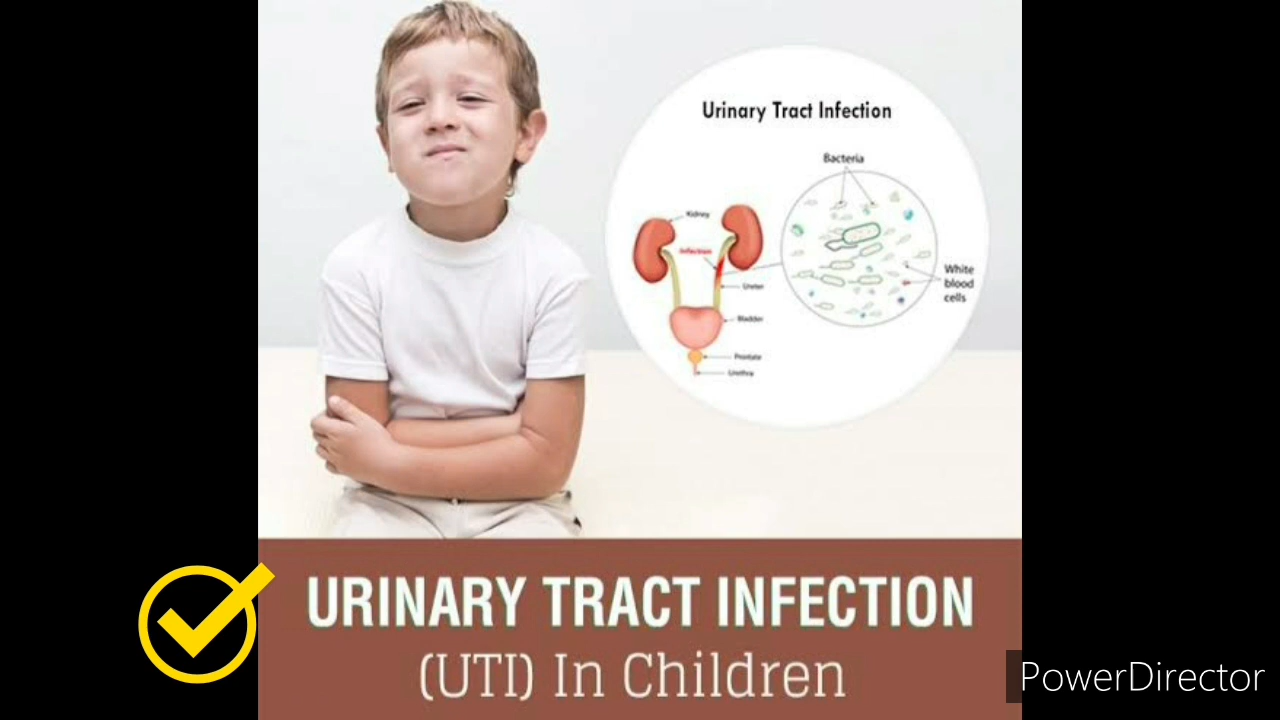 Urinary Tract Infection
Bacteria
Kidney
Infection
Ureter
White
blood
cells
Bladder
Prostate
Urethra
URINARY TRACT INFECTION
(UTI) In Children
PowerDirector